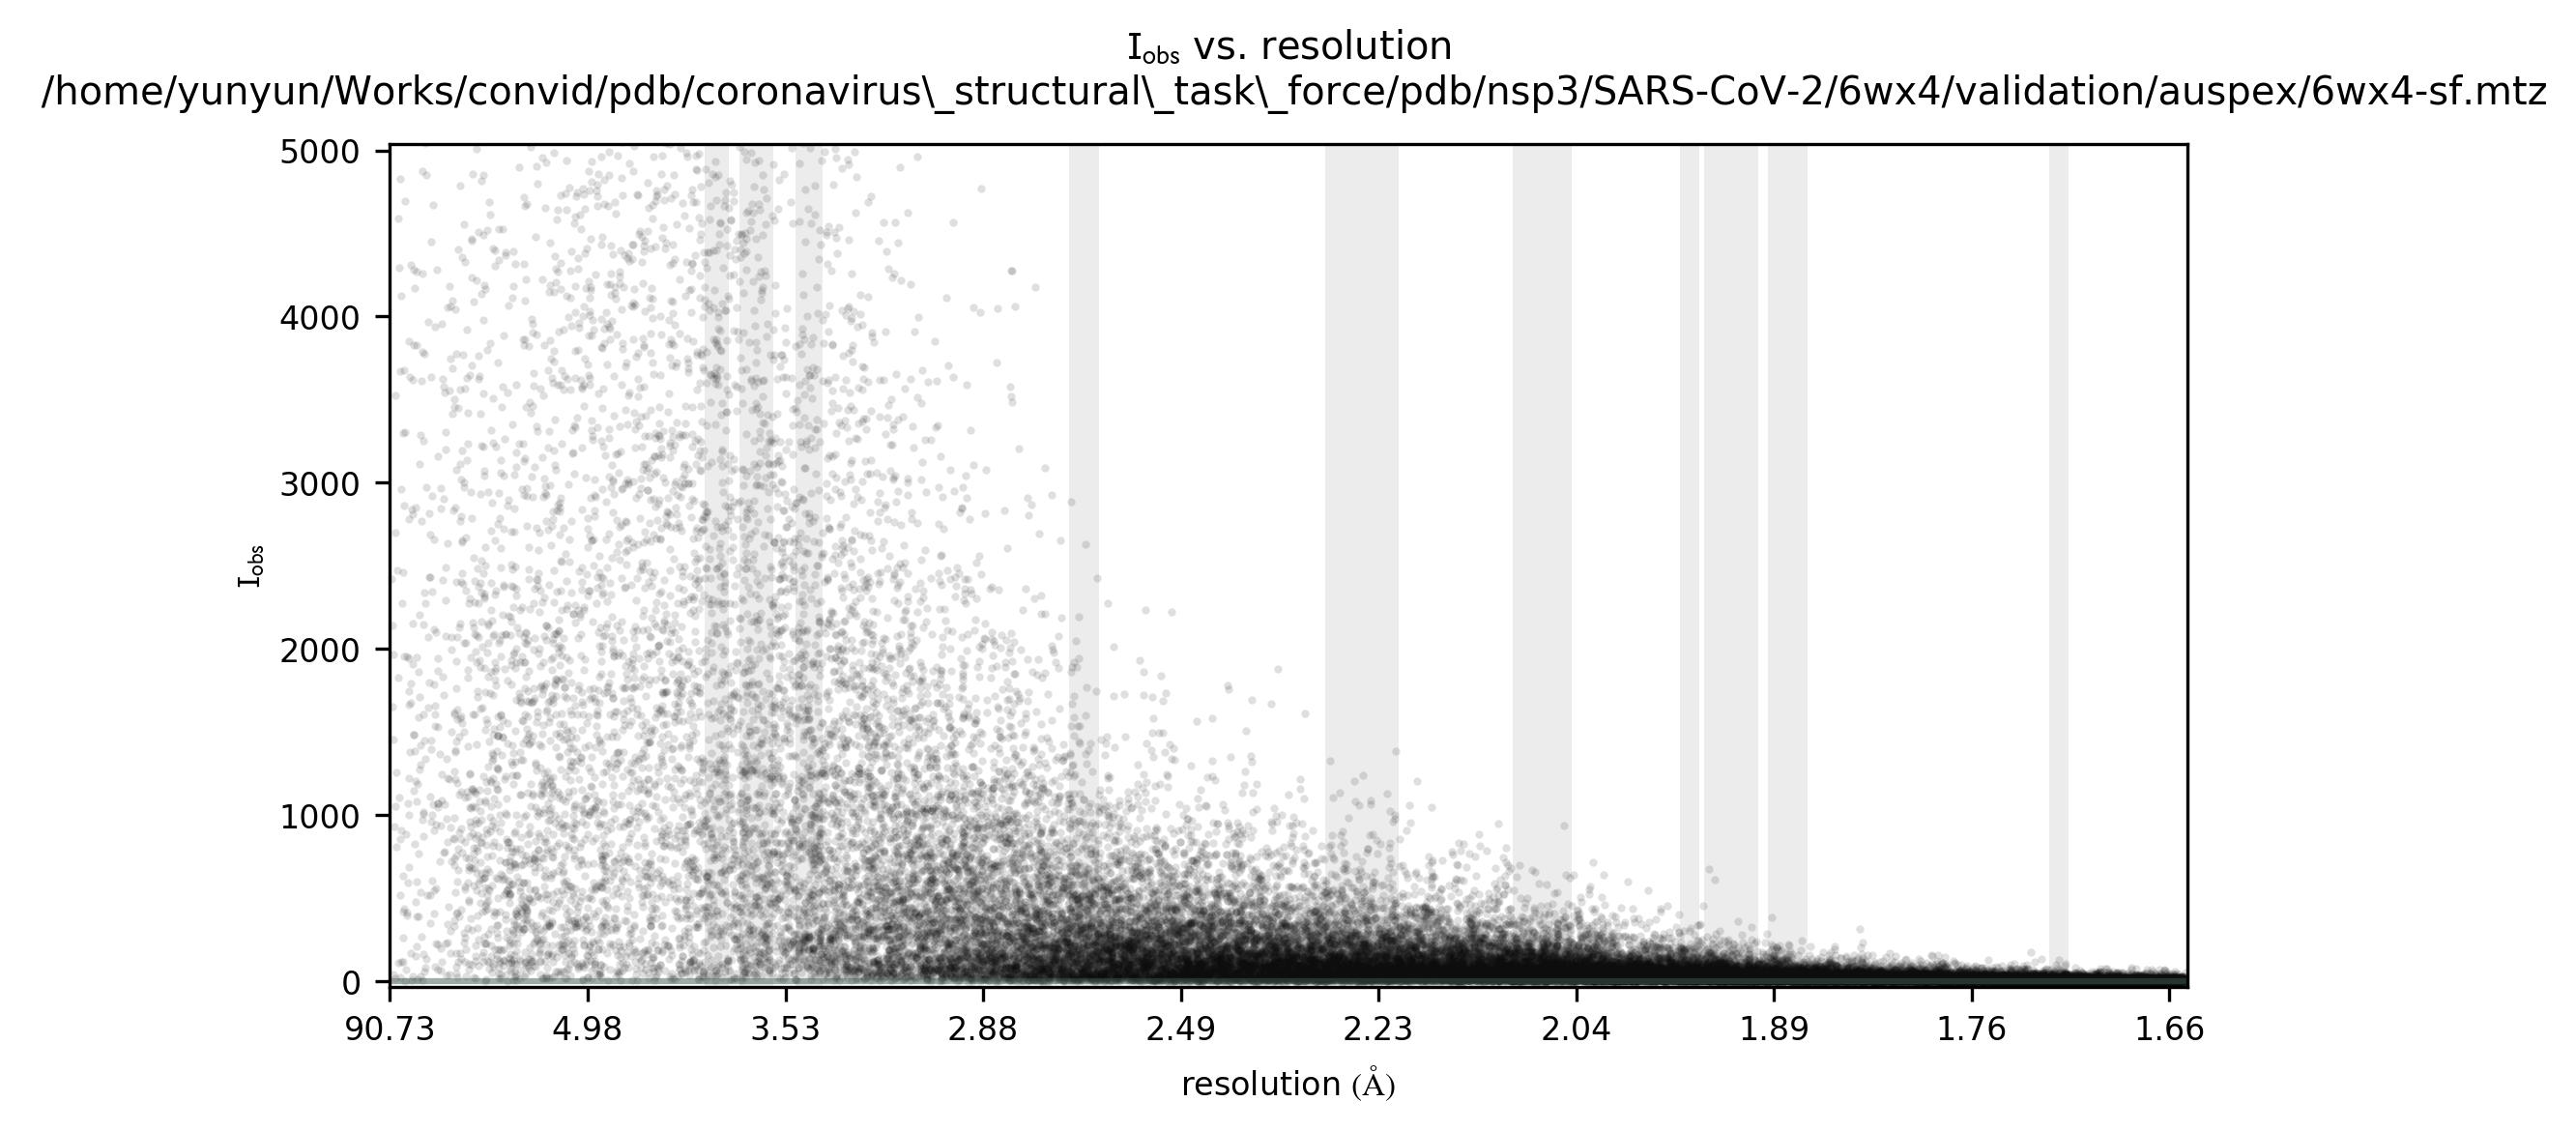 Iobs vs. resolution
/home/yunyun/Works/convid/pdb/coronavirus\_structural\_task\_force/pdb/nsp3/SARS-CoV-2/6wx4/validation/auspex/6wx4-sf.mtz
5000
4000
3000
2000
1000
0
Iobs
90.73 4.98 3.53 2.88 2.49 2.23 2.04 1.89 1.76 1.66
resolution (Å)